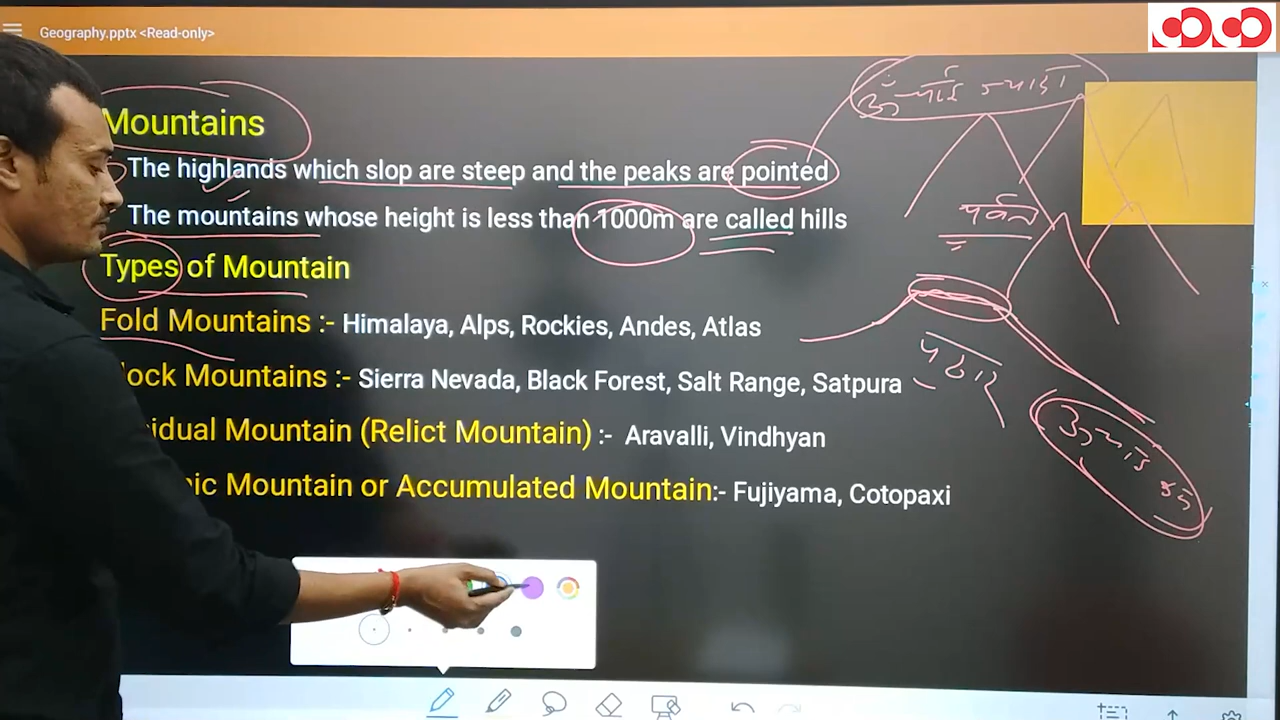 Geography.pptx <Read-only>
Mountains
The highlands which slop are steep and the peaks are pointed
The mountains whose height is less than 1000m are called hills
Types of Mountain
Fold Mountains :- Himalaya, Alps, Rockies, Andes, Atlas
lock Mountains :- Sierra Nevada, Black Forest, Salt Range, Satpura
idual Mountain (Relict Mountain) :- Aravalli, Vindhyan
ic Mountain or Accumulated Mountain:- Fujiyama, Cotopaxi
पर्वत
पठार